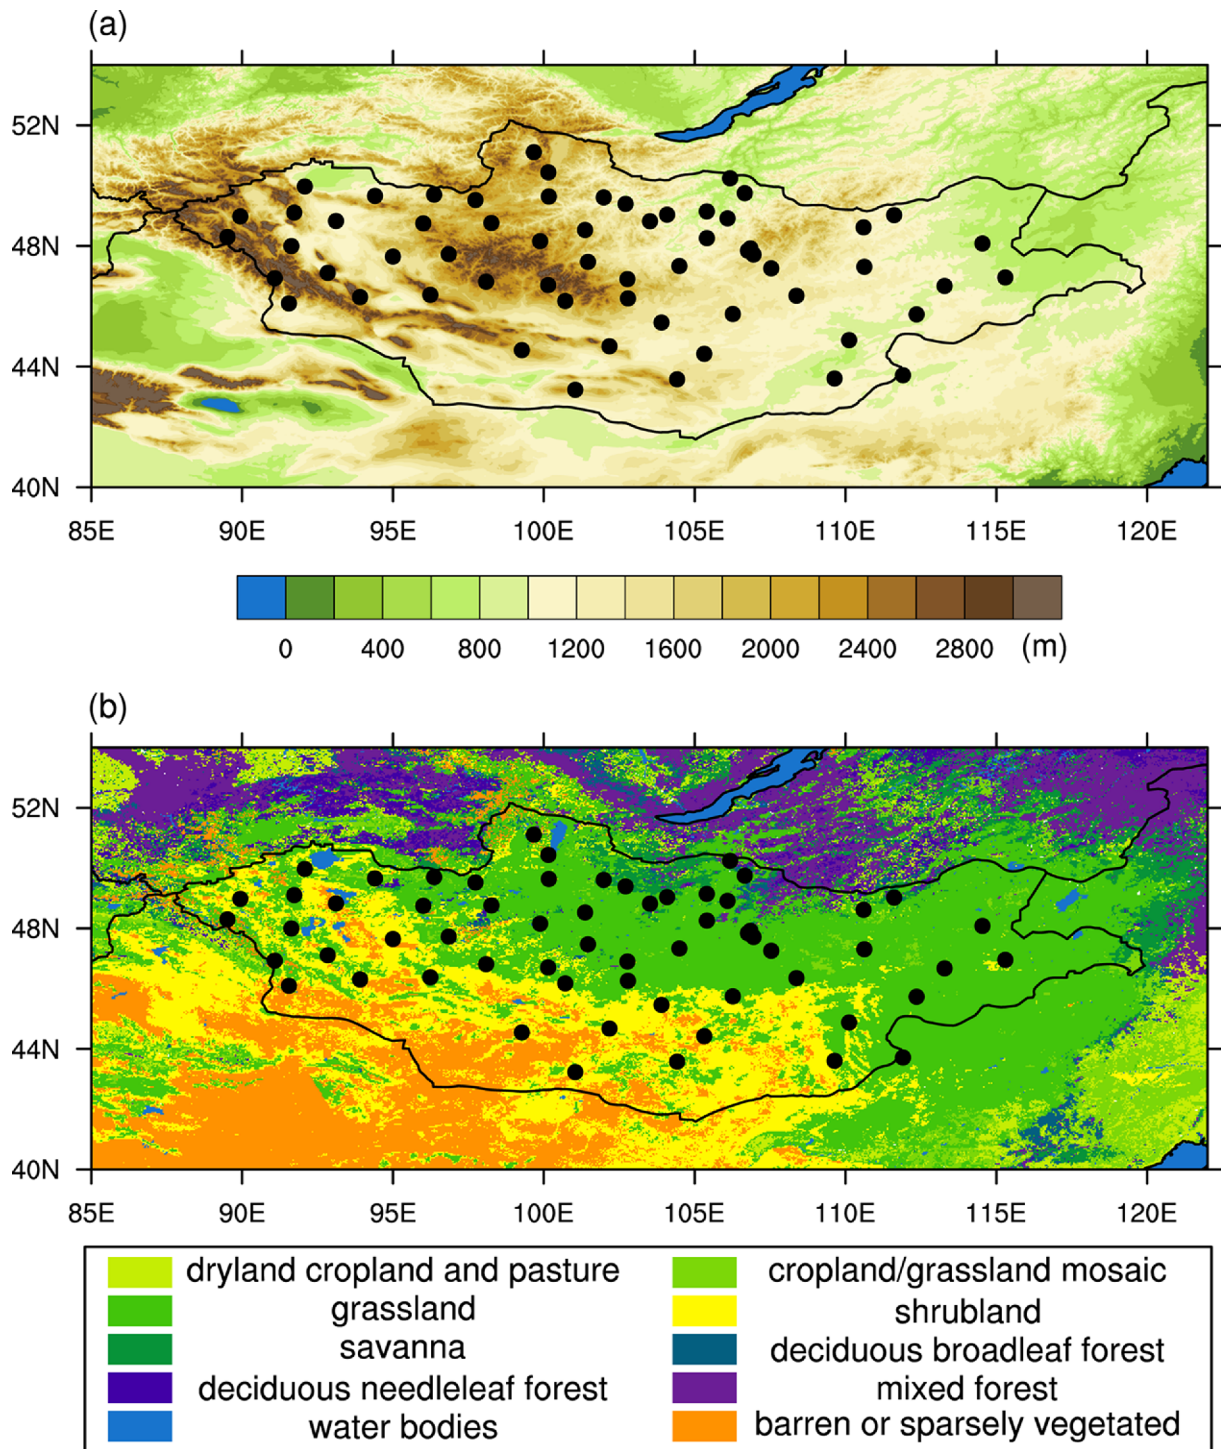 (a)
52N
48N
44N
40N
85E 90E 95E 100E 105E 110E 115E 120E
0 400 800 1200 1600 2000 2400 2800 (m)
(b)
52N
48N
44N
40N
85E 90E 95E 100E 105E 110E 115E 120E
dryland cropland and pasture cropland/grassland mosaic
grassland shrubland
savanna deciduous broadleaf forest
deciduous needleleaf forest mixed forest
water bodies barren or sparsely vegetated